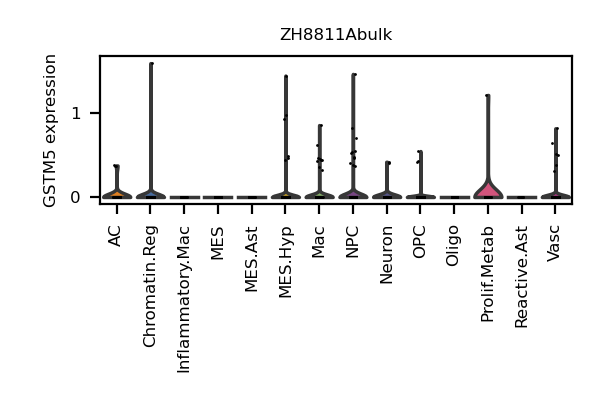 ZH8811Abulk
GSTM5 expression
1
0
AC
Chromatin.Reg
Inflammatory.Mac
MES
MES.Ast
MES.Hyp
Mac
NPC
Neuron
OPC
Oligo
Prolif.Metab
Reactive.Ast
Vasc